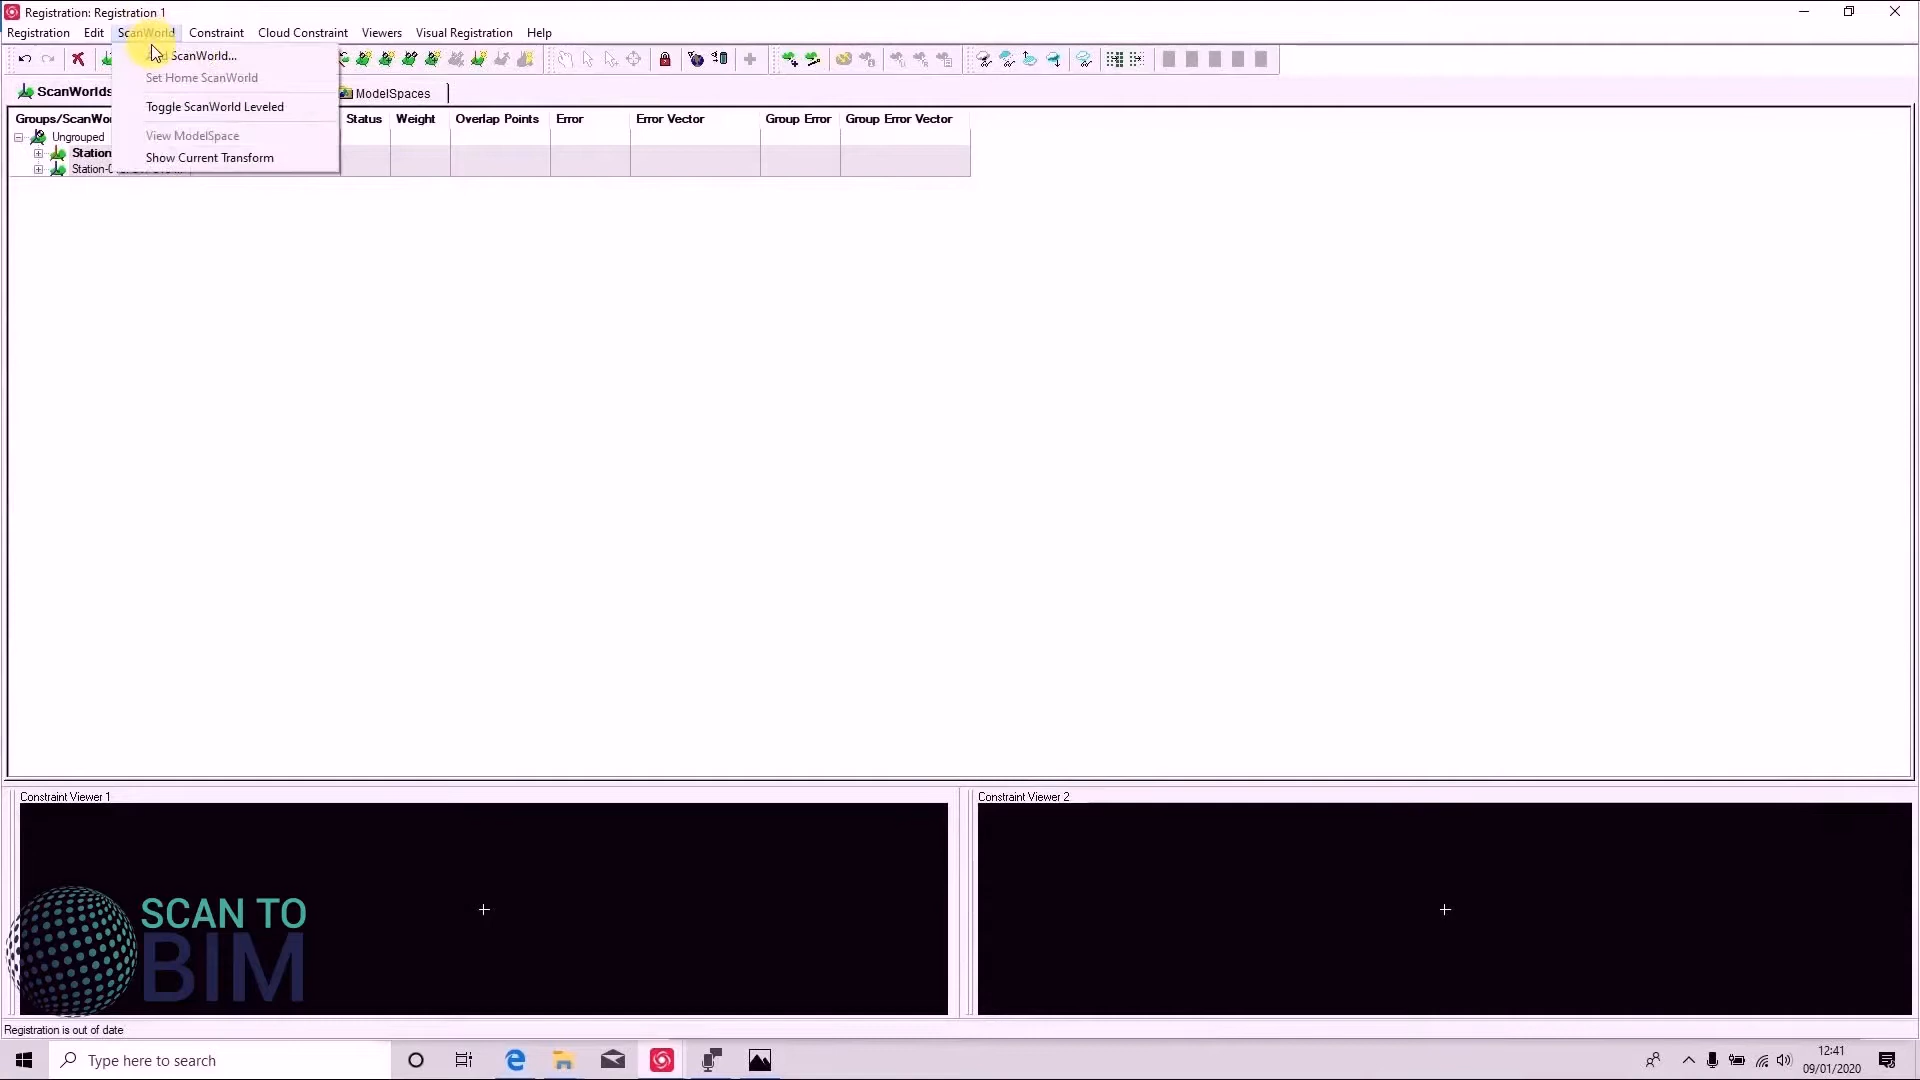 Registration: Registration 1
Registration Edit ScanWorld Constraint Cloud Constraint Viewers Visual Registration Help
ScanWorld...
Set Home ScanWorld
Toggle ScanWorld Leveled
View ModelSpace
Show Current Transform
ScanWorlds ModelSpaces
Status Weight Overlap Points Error Error Vector Group Error Group Error Vector
Ungrouped
Station
Constraint Viewer 1
Constraint Viewer 2
SCAN TO
BIM
Registration is out of date
Type here to search
12:41
09/01/2020